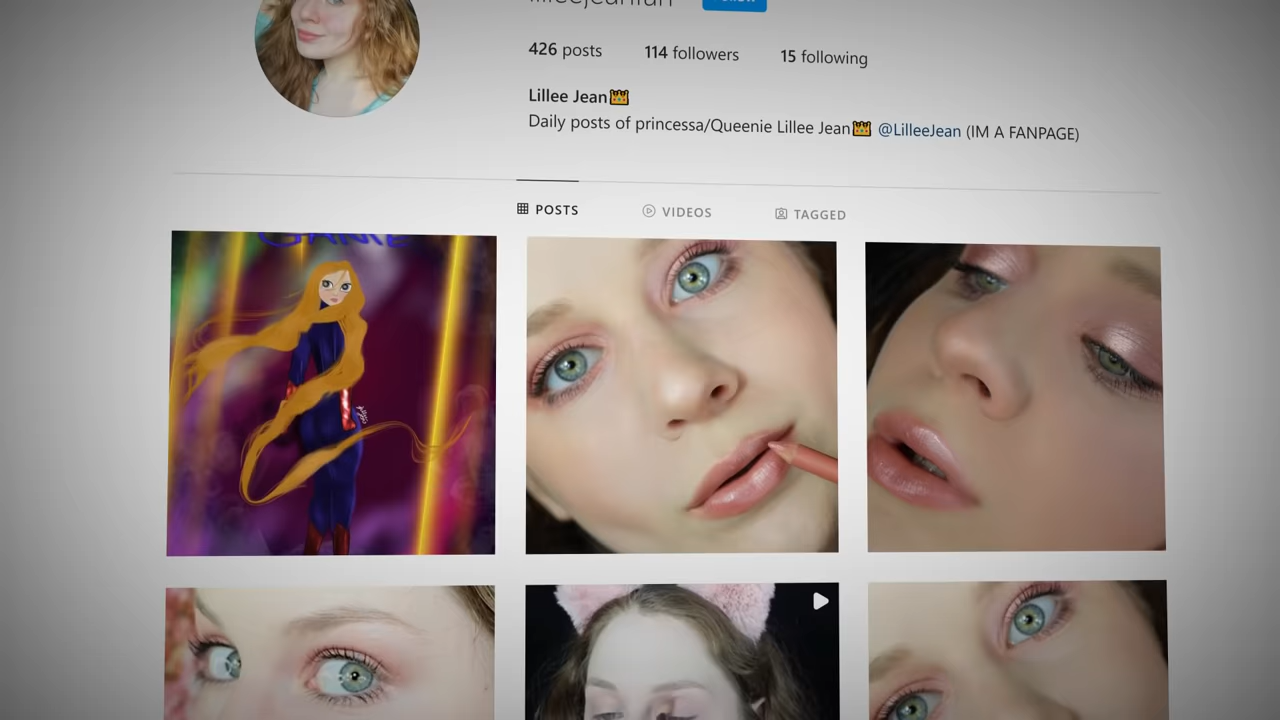 426 posts 114 followers 15 following
Lillee Jean👑
Daily posts of princessa/Queenie Lillee Jean👑 @LilleeJean (IM A FANPAGE)
POSTS VIDEOS TAGGED
GAME